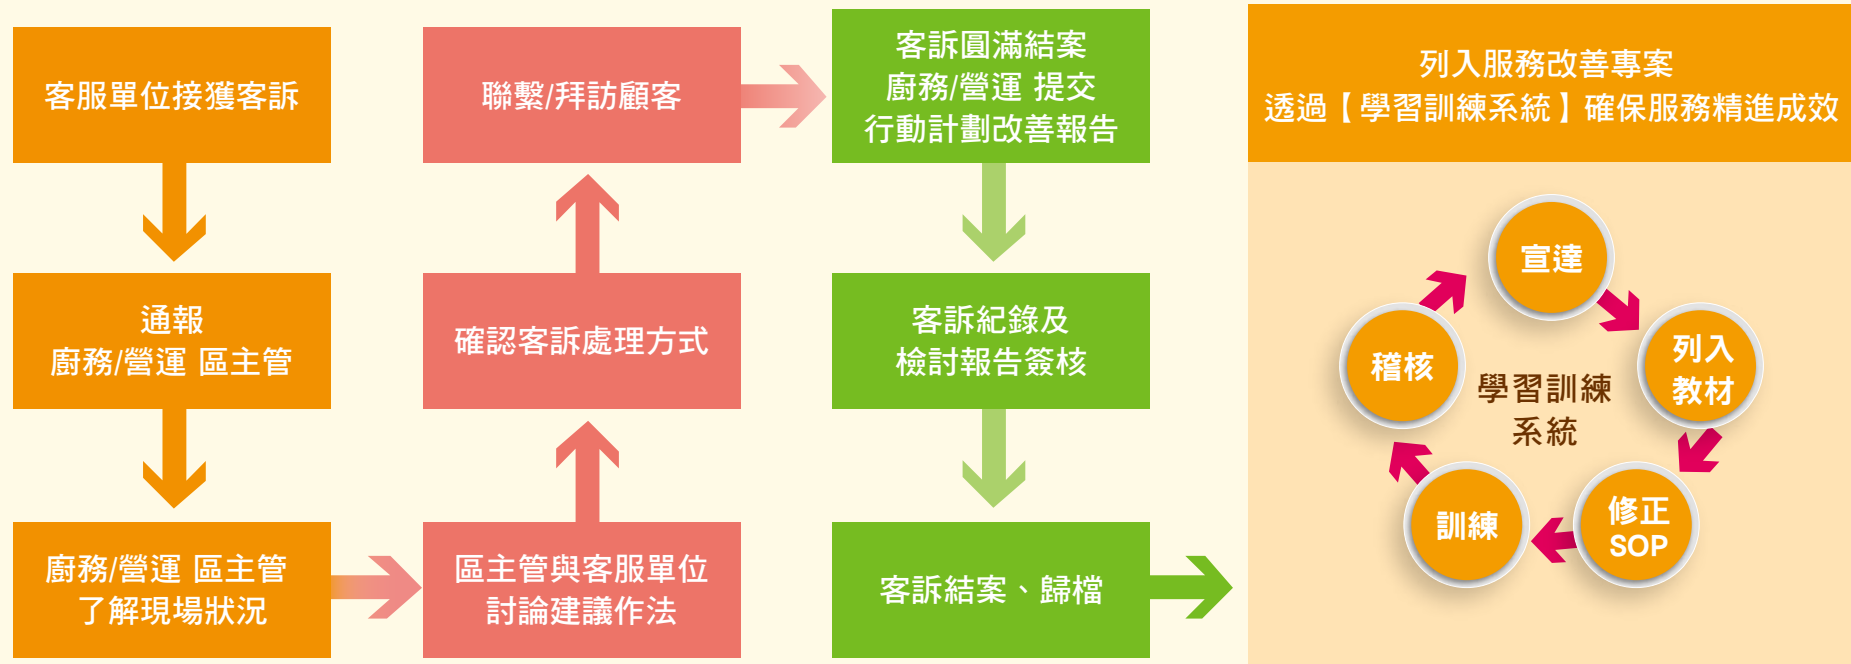 客服單位接獲客訴
通報
廚務/營運 區主管
廚務/營運 區主管
了解現場狀況
區主管與客服單位
討論建議作法
確認客訴處理方式
聯繫/拜訪顧客
客訴圓滿結案
廚務/營運 提交
行動計劃改善報告
客訴紀錄及
檢討報告簽核
客訴結案、歸檔
列入服務改善專案
透過【學習訓練系統】確保服務精進成效
宣達
列入
教材
修正
SOP
訓練
稽核
學習訓練
系統